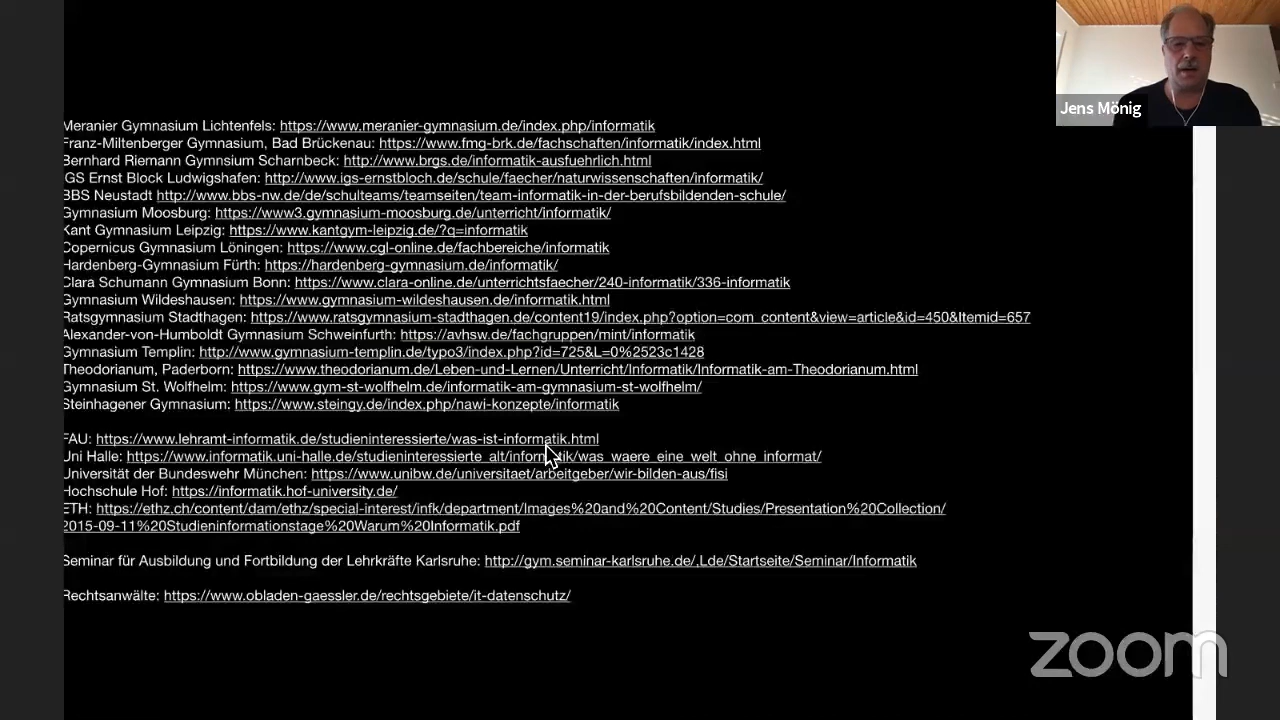 Meranier Gymnasium Lichtenfels: https://www.meranier-gymnasium.de/index.php/informatik
Franz-Miltenberger Gymnasium, Bad Brückenau: https://www.fmg-brk.de/fachschaften/informatik/index.html
Bernhard Riemann Gymnsium Scharnbeck: http://www.brgs.de/informatik-ausfuehrlich.html
IGS Ernst Block Ludwigshafen: http://www.igs-ernstbloch.de/schule/faecher/naturwissenschaften/informatik/
BBS Neustadt http://www.bbs-nw.de/de/schulteams/teamseiten/team-informatik-in-der-berufsbildenden-schule/
Gymnasium Moosburg: https://www3.gymnasium-moosburg.de/unterricht/informatik/
Kant Gymnasium Leipzig: https://www.kantgym-leipzig.de/?q=informatik
Copernicus Gymnasium Löningen: https://www.cgl-online.de/fachbereiche/informatik
Hardenberg-Gymnasium Fürth: https://hardenberg-gymnasium.de/informatik/
Clara Schumann Gymnasium Bonn: https://www.clara-online.de/unterrichtsfaecher/240-informatik/336-informatik
Gymnasium Wildeshausen: https://www.gymnasium-wildeshausen.de/informatik.html
Ratsgymnasium Stadthagen: https://www.ratsgymnasium-stadthagen.de/content19/index.php?option=com_content&view=article&id=450&Itemid=657
Alexander-von-Humboldt Gymnasium Schweinfurth: https://avhsw.de/fachgruppen/mint/informatik
Gymnasium Templin: http://www.gymnasium-templin.de/typo3/index.php?id=725&L=0%2523c1428
Theodorianum, Paderborn: https://www.theodorianum.de/Leben-und-Lernen/Unterricht/Informatik/Informatik-am-Theodorianum.html
Gymnasium St. Wolfhelm: https://www.gym-st-wolfhelm.de/informatik-am-gymnasium-st-wolfhelm/
Steinhagener Gymnasium: https://www.steingy.de/index.php/nawi-konzepte/informatik
FAU: https://www.lehramt-informatik.de/studieninteressierte/was-ist-informatik.html
Uni Halle: https://www.informatik.uni-halle.de/studieninteressierte_alt/informatik/was_waere_eine_welt_ohne_informat/
Universität der Bundeswehr München: https://www.unibw.de/universitaet/arbeitgeber/wir-bilden-aus/fisi
Hochschule Hof: https://informatik.hof-university.de/
ETH: https://ethz.ch/content/dam/ethz/special-interest/infk/department/Images%20and%20Content/Studies/Presentation%20Collection/
2015-09-11%20Studieninformationstage%20Warum%20Informatik.pdf
Seminar für Ausbildung und Fortbildung der Lehrkräfte Karlsruhe: http://gym.seminar-karlsruhe.de/,Lde/Startseite/Seminar/Informatik
Rechtsanwälte: https://www.obladen-gaessler.de/rechtsgebiete/it-datenschutz/
Jens Mönig
zoom